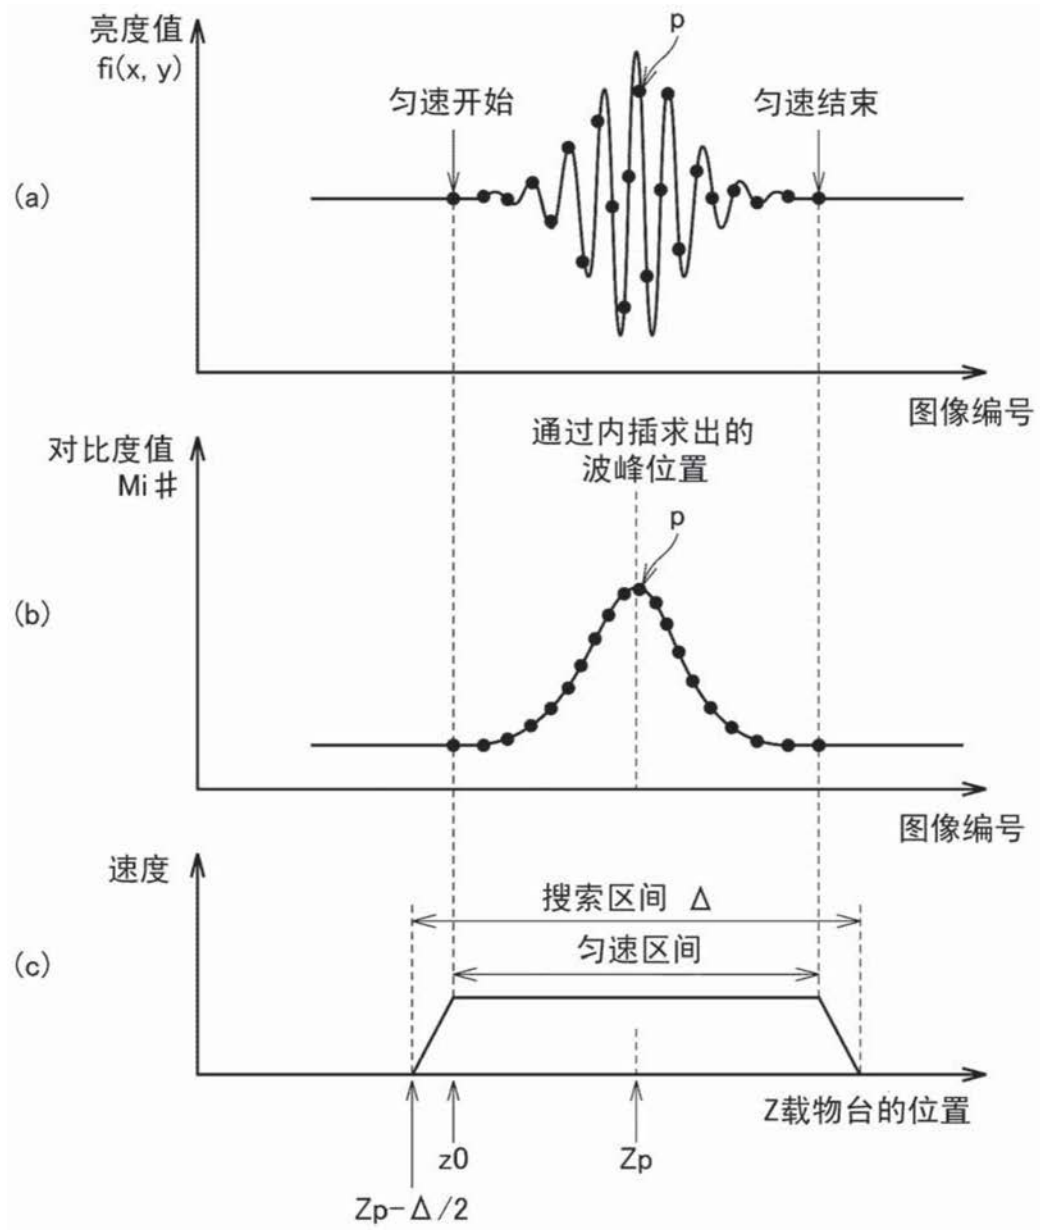 亮度值
fi(x, y)
p
匀速开始
匀速结束
(a)
图像编号
对比度值
Mi♯
通过内插求出的
波峰位置
p
(b)
图像编号
速度
搜索区间 Δ
匀速区间
(c)
Z载物台的位置
z0
Zp
Zp-Δ/2